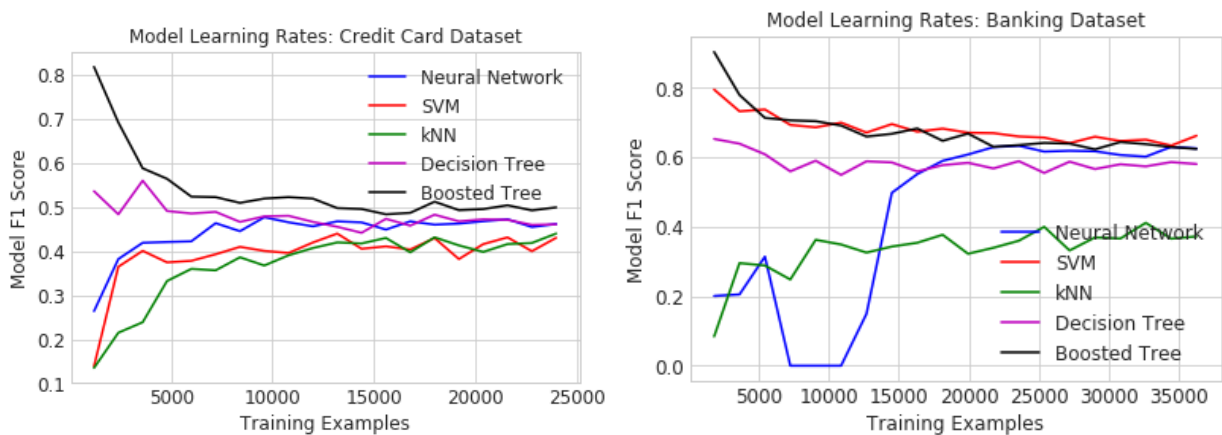 Model Learning Rates: Credit Card Dataset
Model F1 Score
0.8
0.7
0.6
0.5
0.4
0.3
0.2
0.1
Neural Network
SVM
kNN
Decision Tree
Boosted Tree
5000 10000 15000 20000 25000
Training Examples
Model Learning Rates: Banking Dataset
Model F1 Score
0.8
0.6
0.4
0.2
0.0
Neural Network
SVM
kNN
Decision Tree
Boosted Tree
5000 10000 15000 20000 25000 30000 35000
Training Examples